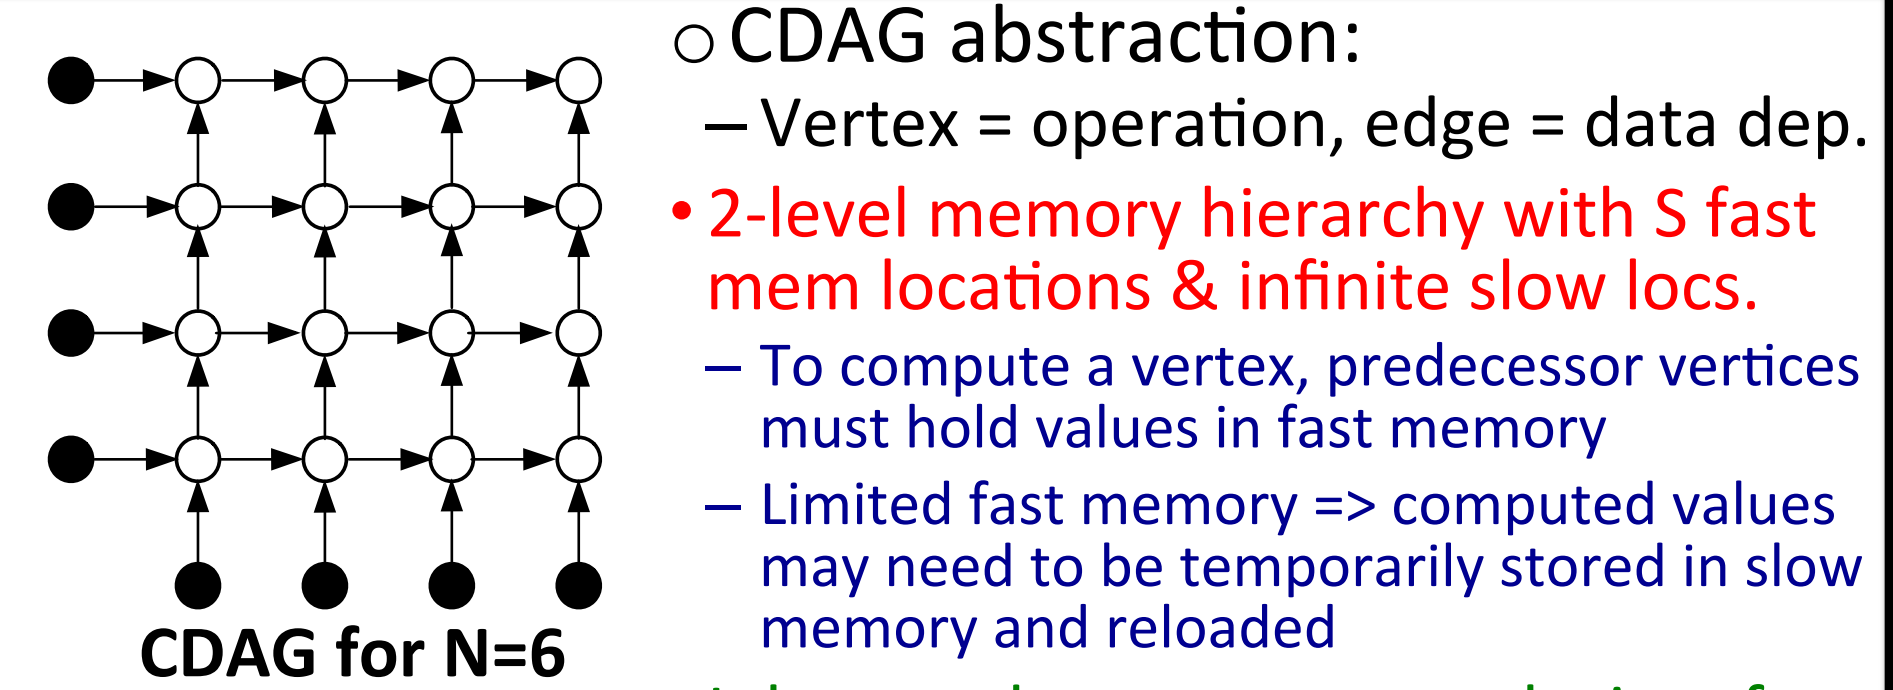 ○ CDAG abstraction:
– Vertex = operation, edge = data dep.
• 2-level memory hierarchy with S fast
mem locations & infinite slow locs.
– To compute a vertex, predecessor vertices
must hold values in fast memory
– Limited fast memory => computed values
may need to be temporarily stored in slow
memory and reloaded
CDAG for N=6